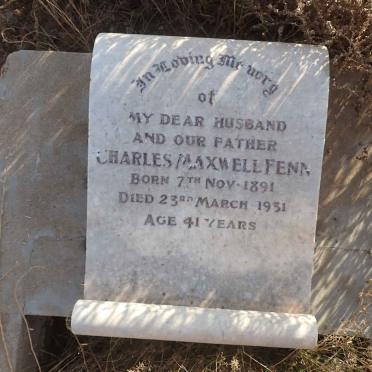 In Loving Memory
of
MY DEAR HUSBAND
AND OUR FATHER
CHARLES MAXWELL FENN
BORN 7TH NOV. 1891
DIED 23RD MARCH 1931
AGE 41 YEARS